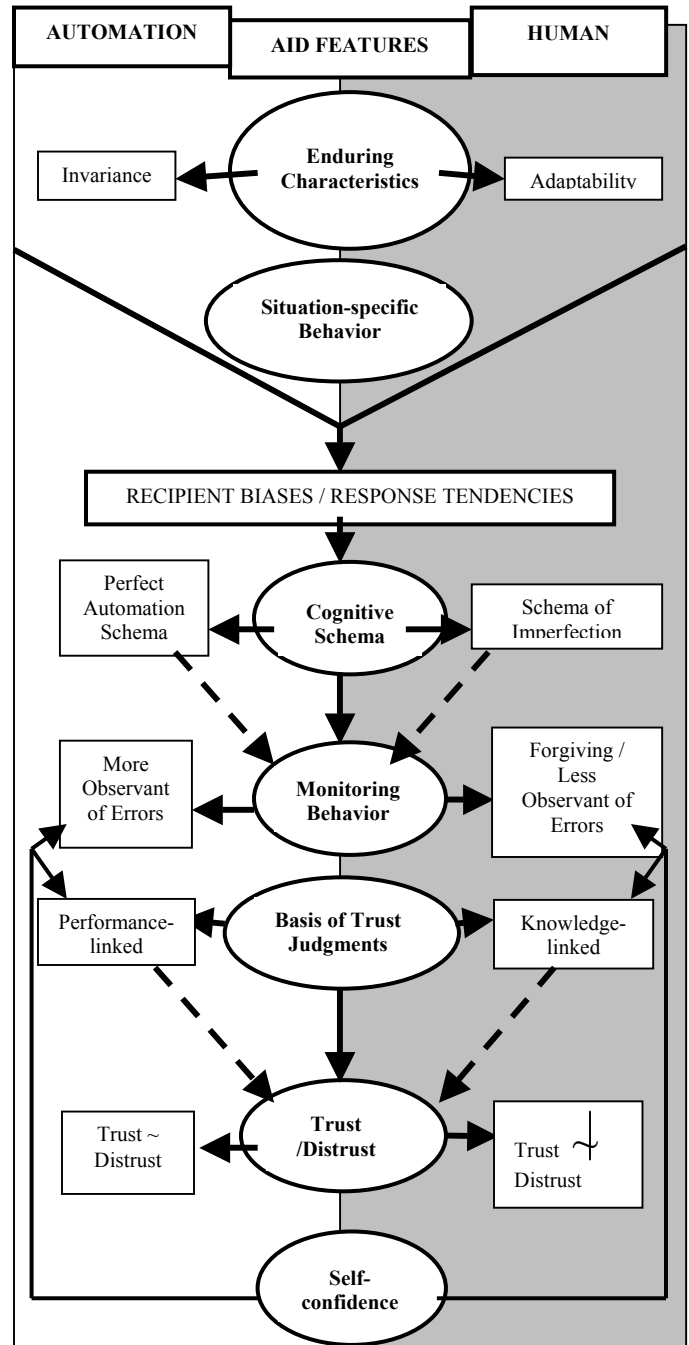 AUTOMATION
AID FEATURES
HUMAN
Enduring
Characteristics
Invariance
Adaptability
Situation-specific
Behavior
RECIPIENT BIASES / RESPONSE TENDENCIES
Perfect
Automation
Schema
Cognitive
Schema
Schema of
Imperfection
More
Observant
of Errors
Monitoring
Behavior
Forgiving /
Less
Observant of
Errors
Performance-
linked
Basis of Trust
Judgments
Knowledge-
linked
Trust ~
Distrust
Trust
/Distrust
Trust ≁
Distrust
Self-
confidence